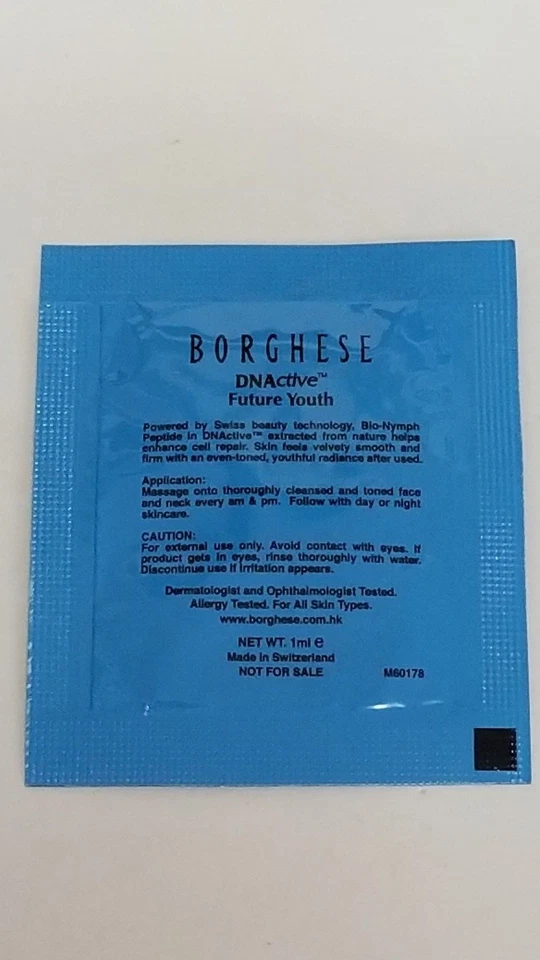 BORGHESE
DNActive™
Future Youth
Powered by Swiss beauty technology, Bio-Nymph
Peptide in DNActive™ extracted from nature helps
enhance cell repair. Skin feels velvety smooth and
firm with an even-toned, youthful radiance after used.
Application:
Massage onto thoroughly cleansed and toned face
and neck every am & pm. Follow with day or night
skincare.
CAUTION:
For external use only. Avoid contact with eyes. If
product gets in eyes, rinse thoroughly with water.
Discontinue use if irritation appears.
Dermatologist and Ophthalmologist Tested.
Allergy Tested. For All Skin Types.
www.borghese.com.hk
NET WT. 1ml e
Made in Switzerland
NOT FOR SALE M60178